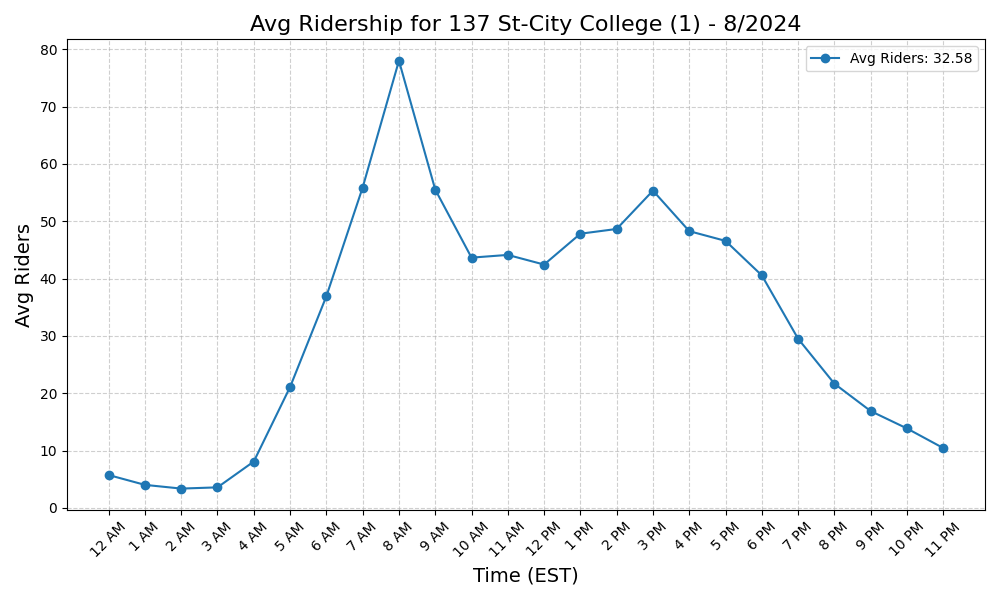 Avg Ridership for 137 St-City College (1) - 8/2024
Avg Riders: 32.58
Avg Riders
80
70
60
50
40
30
20
10
0
12 AM
1 AM
2 AM
3 AM
4 AM
5 AM
6 AM
7 AM
8 AM
9 AM
10 AM
11 AM
12 PM
1 PM
2 PM
3 PM
4 PM
5 PM
6 PM
7 PM
8 PM
9 PM
10 PM
11 PM
Time (EST)